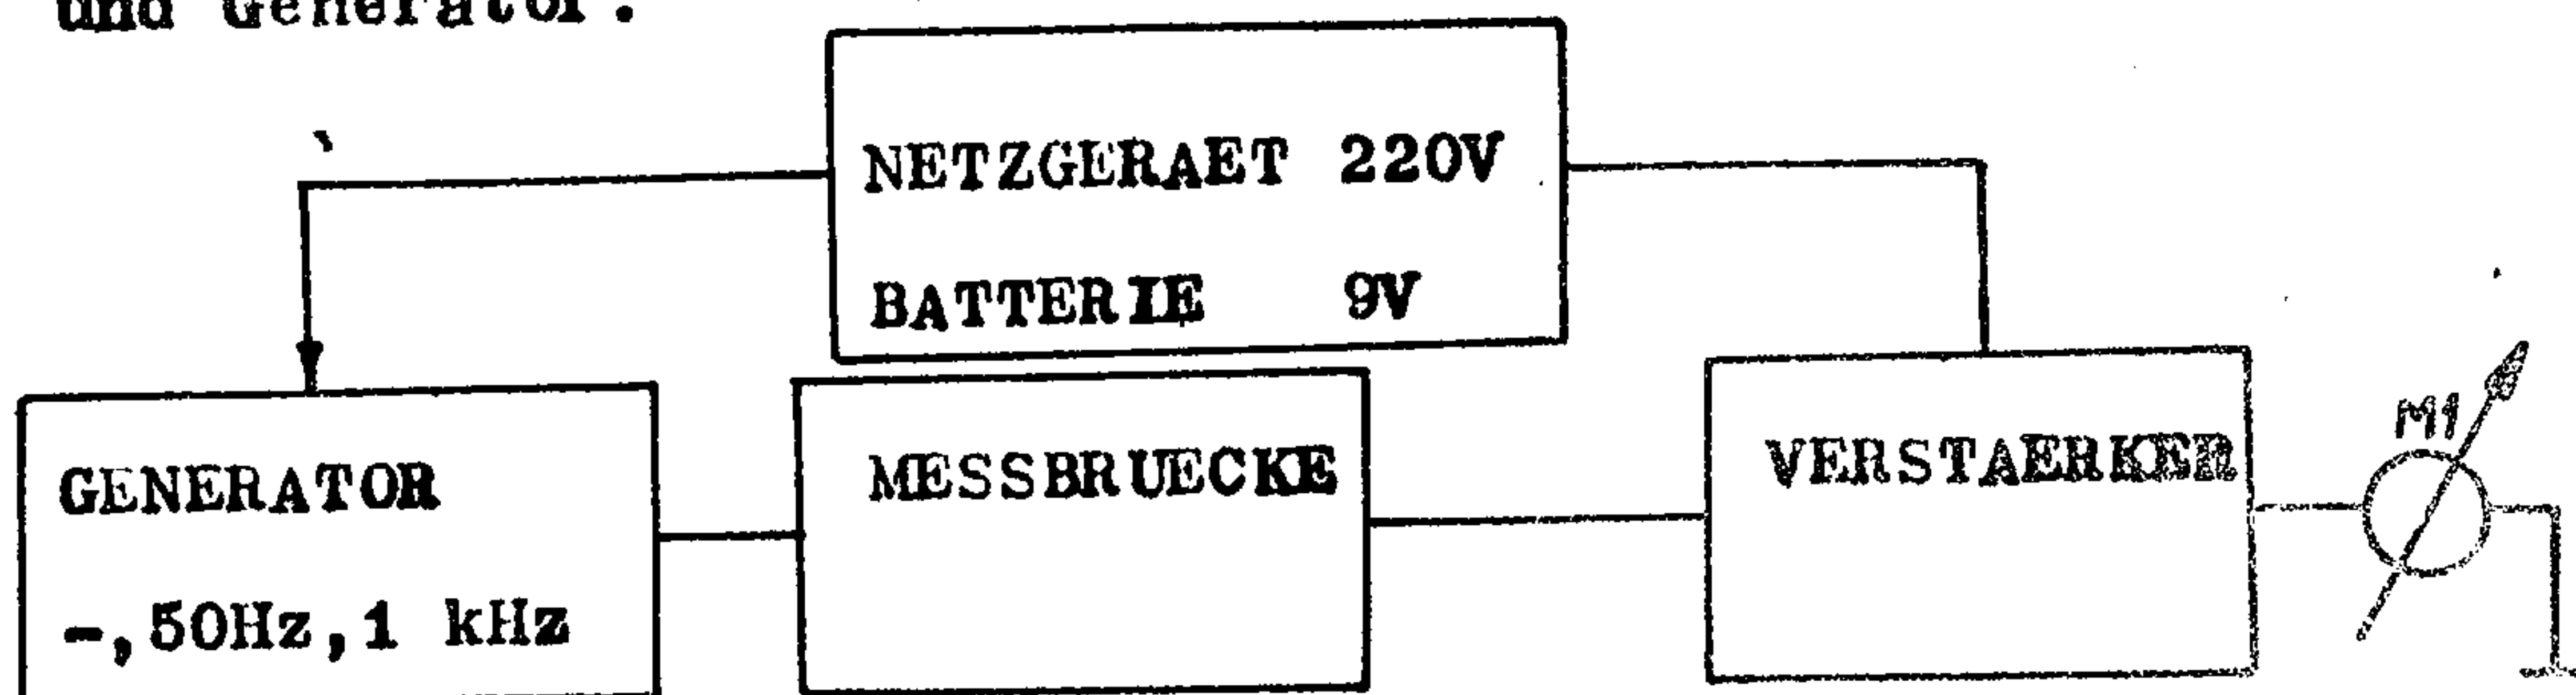 und Generator.
NETZGERAET 220V
BATTERIE 9V
GENERATOR
-,50Hz,1 kHz
MESSBRUECKE
VERSTAERKER
M1